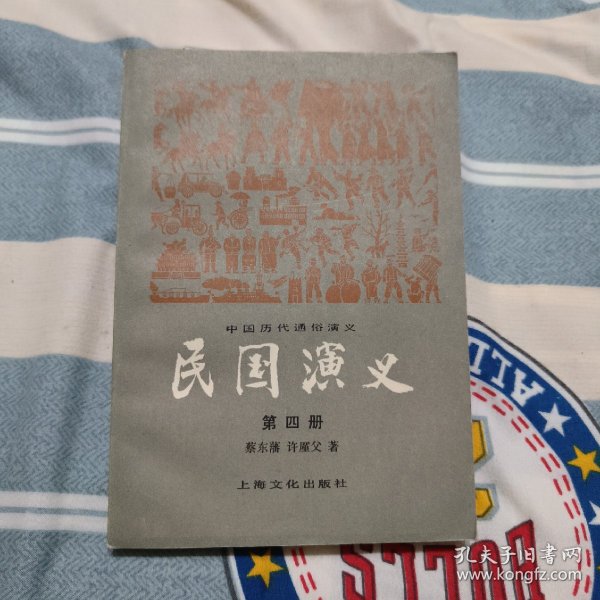 中国历代通俗演义
民国演义
第四册
蔡东藩 许廑父 著
上海文化出版社
ALL
BULLS
孔夫子旧书网
www.kongfz.com